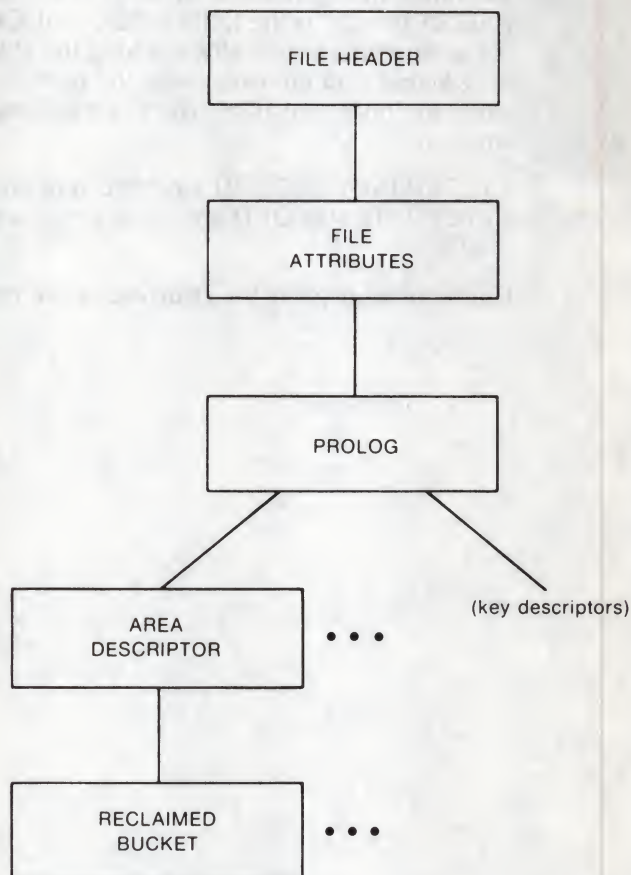 FILE HEADER
FILE
ATTRIBUTES
PROLOG
AREA
DESCRIPTOR
• • •
(key descriptors)
RECLAIMED
BUCKET
• • •